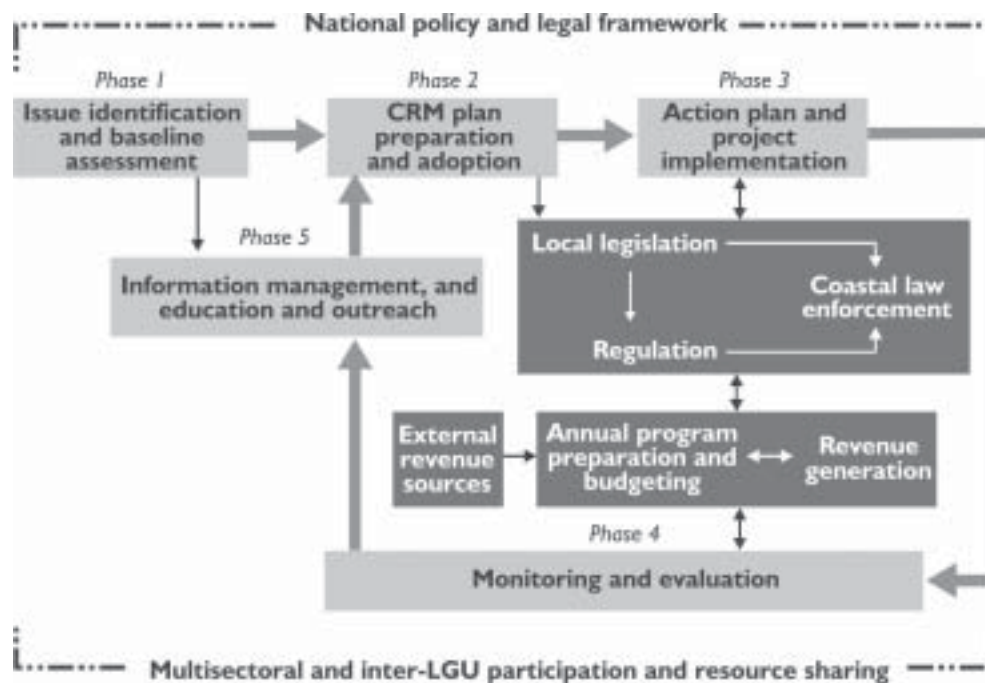 National policy and legal framework
Phase 1
Phase 2
Phase 3
Issue identification
and baseline
assessment
CRM plan
preparation
and adoption
Action plan and
project
implementation
Phase 5
Information management, and
education and outreach
Local legislation
Coastal law
enforcement
Regulation
External
revenue
sources
Annual program
preparation and
budgeting
Revenue
generation
Phase 4
Monitoring and evaluation
Multisectoral and inter-LGU participation and resource sharing